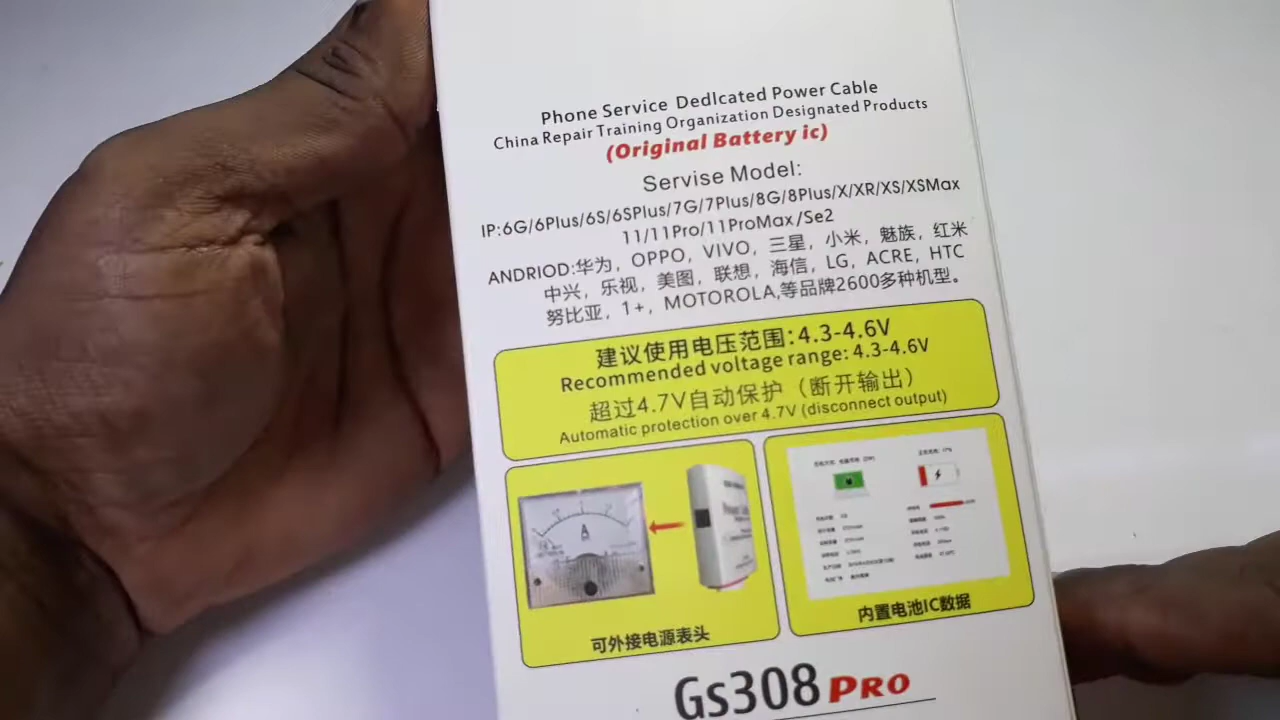 Phone Service Dedlcated Power Cable
China Repair Training Organization Designated Products
(Original Battery ic)
Servise Model:
IP:6G/6Plus/6S/6SPlus/7G/7Plus/8G/8Plus/X/XR/XS/XSMax
11/11Pro/11ProMax/Se2
ANDRIOD:华为，OPPO，VIVO，三星，小米，魅族，红米
中兴，乐视，美图，联想，海信，LG，ACRE，HTC
努比亚，1+，MOTOROLA,等品牌2600多种机型。
建议使用电压范围:4.3-4.6V
Recommended voltage range: 4.3-4.6V
超过4.7V自动保护（断开输出）
Automatic protection over 4.7V (disconnect output)
A
可外接电源表头
内置电池IC数据
Gs308 PRO